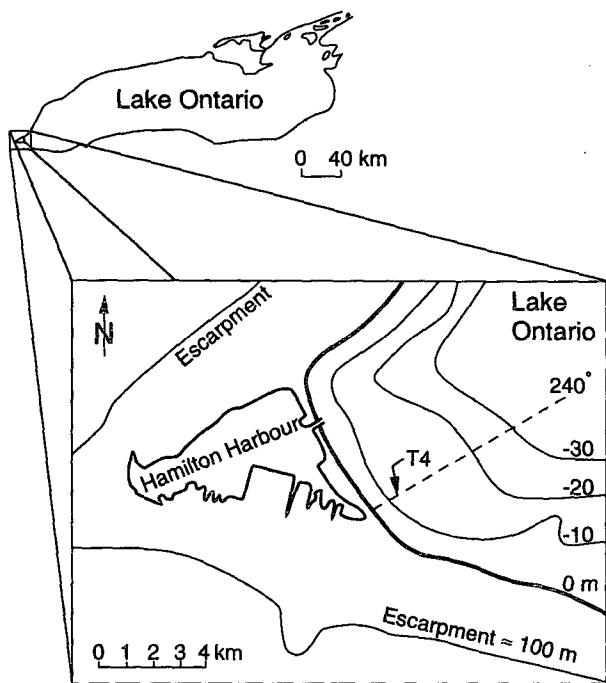 Lake Ontario
0 40 km
N
Escarpment
Lake
Ontario
240°
Hamilton Harbour
T4
-30
-20
-10
0 m
Escarpment = 100 m
0 1 2 3 4 km